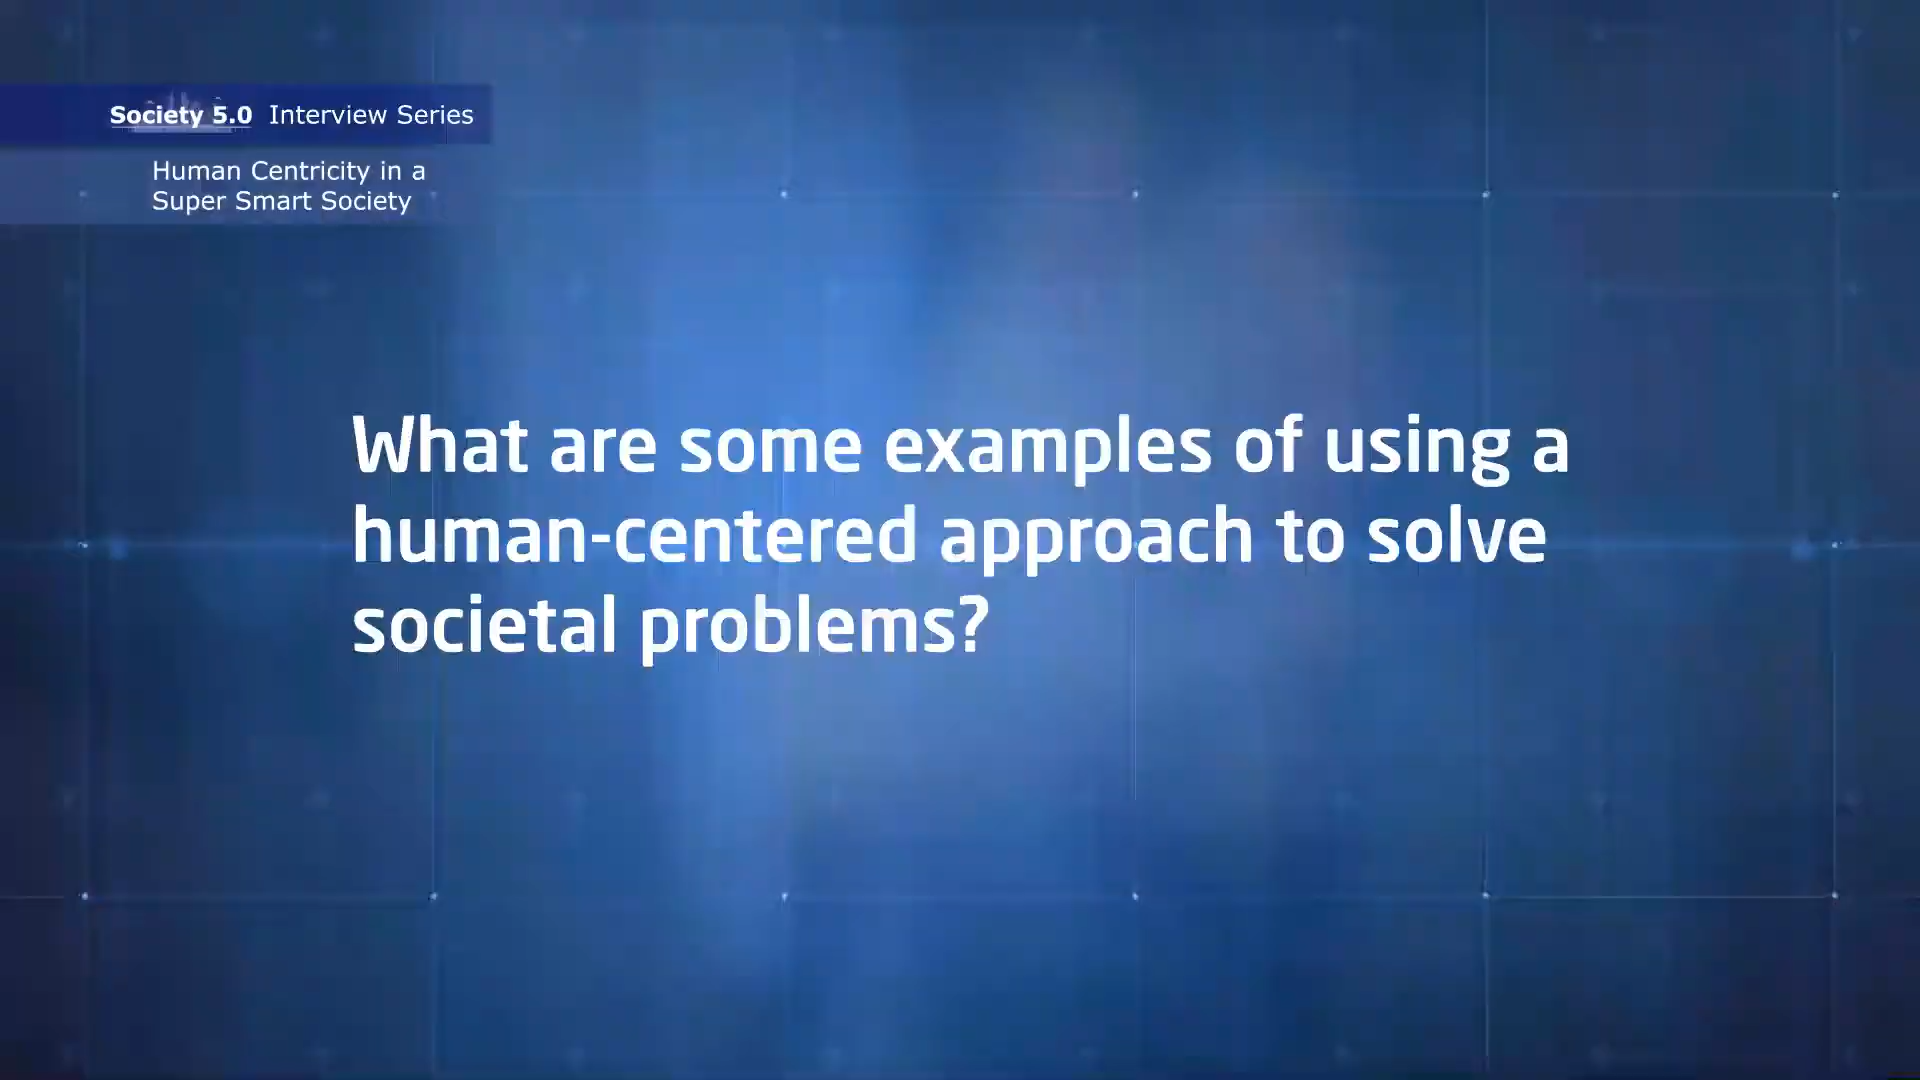 Society 5.0 Interview Series
Human Centricity in a
Super Smart Society
What are some examples of using a
human-centered approach to solve
societal problems?